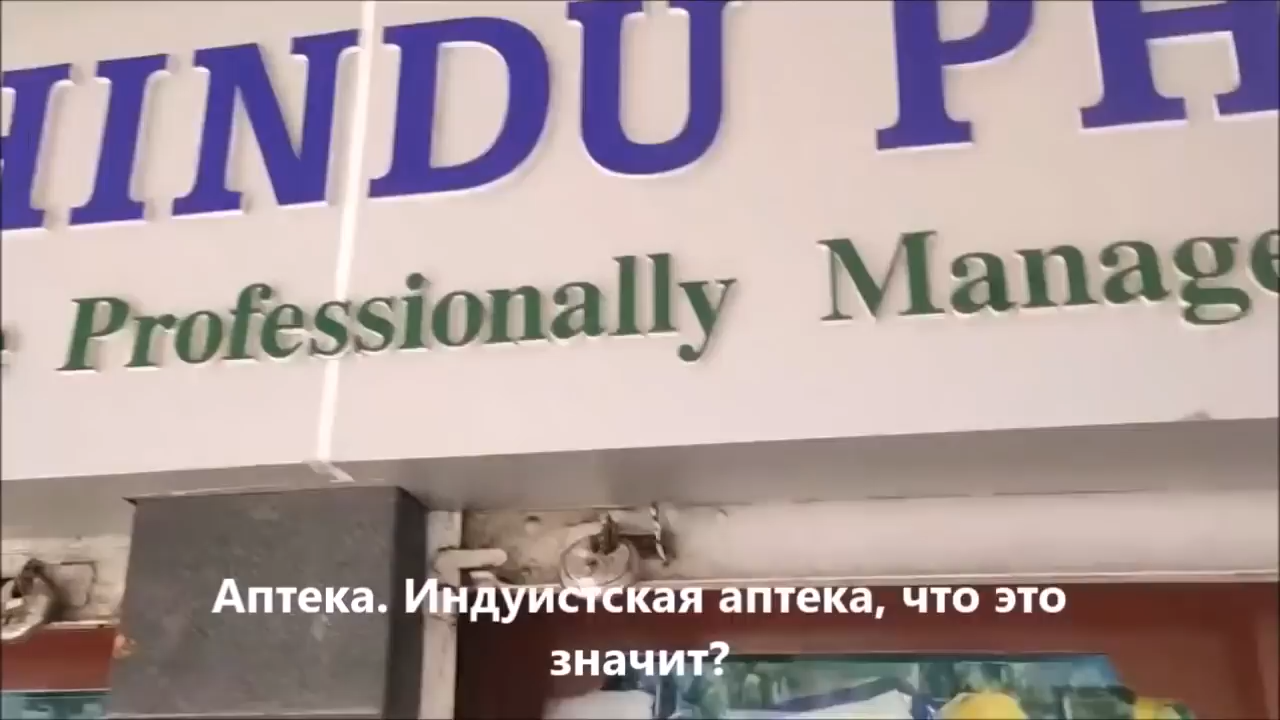 HINDU PH
Professionally Manage
Аптека. Индуистская аптека, что это
значит?